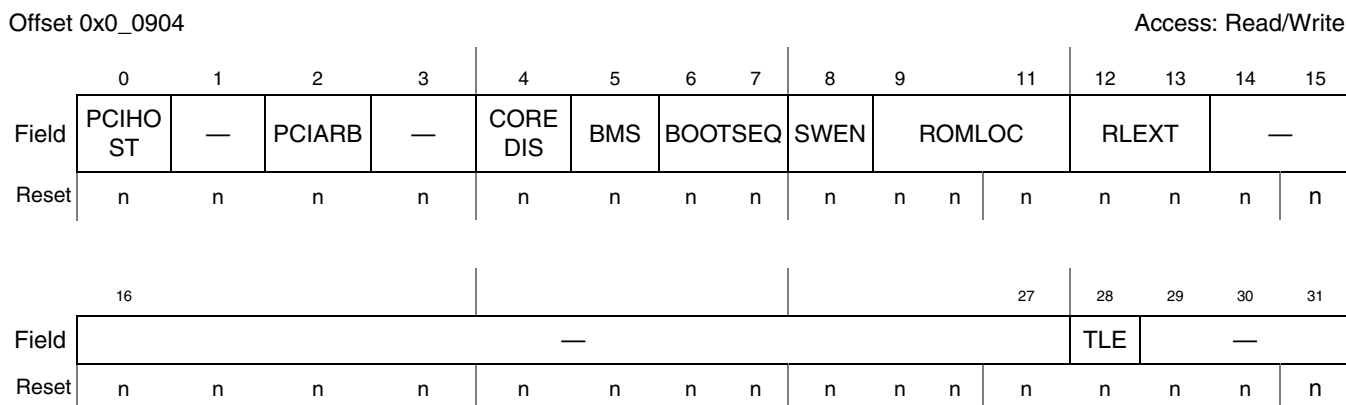 Offset 0x0_0904 Access: Read/Write
0 1 2 3 4 5 6 7 8 9 11 12 13 14 15
Field PCIHO ST — PCIARB — CORE DIS BMS BOOTSEQ SWEN ROMLOC RLEXT —
Reset n n n n n n n n n n n n n n n n
16 27 28 29 30 31
Field — TLE —
Reset n n n n n n n n n n n n n n n n